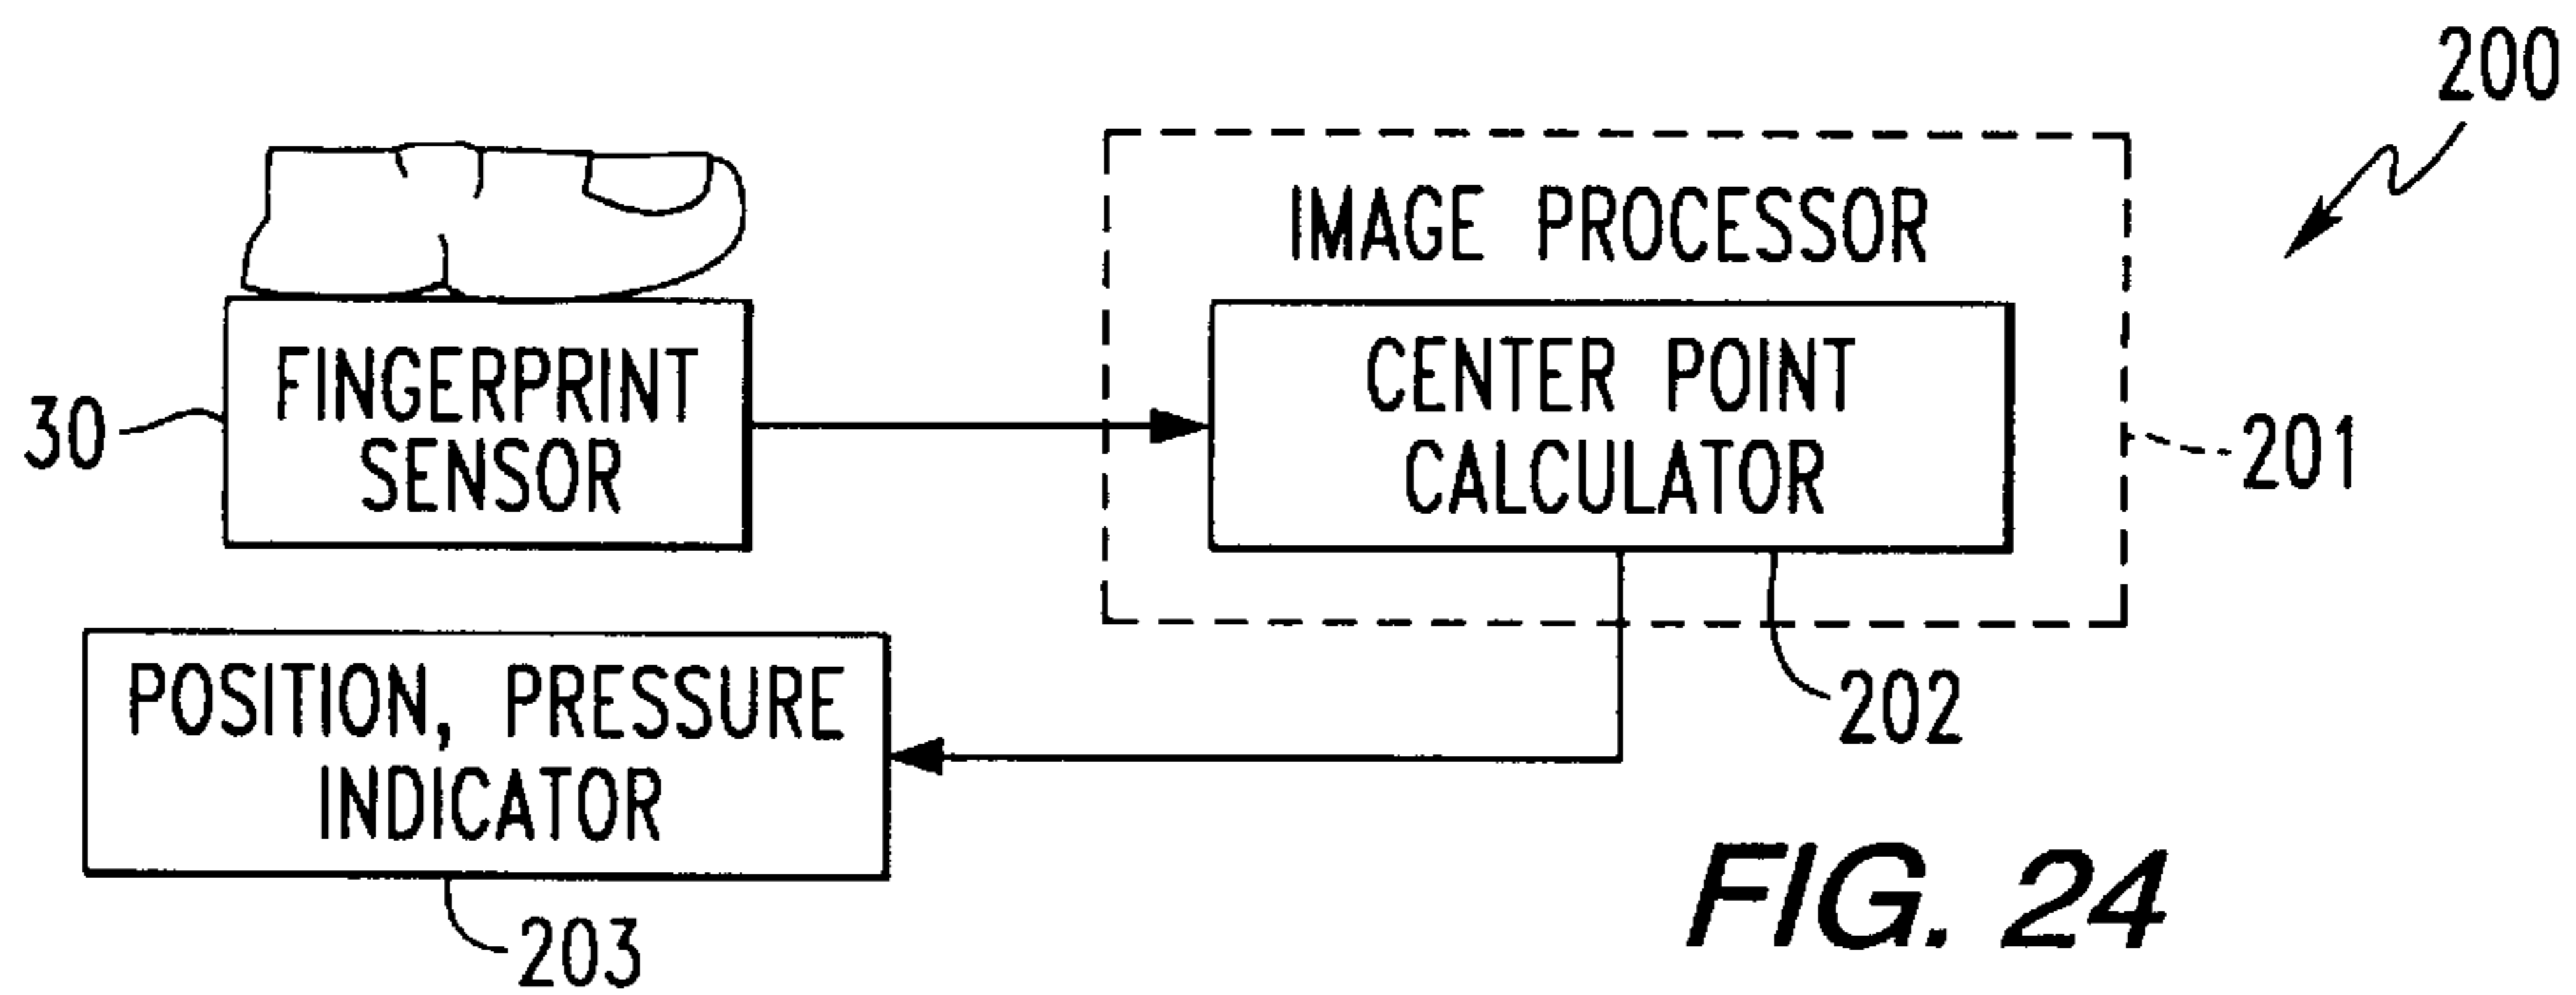 200
IMAGE PROCESSOR
FINGERPRINT
SENSOR
30
CENTER POINT
CALCULATOR
201
202
POSITION, PRESSURE
INDICATOR
203
FIG. 24